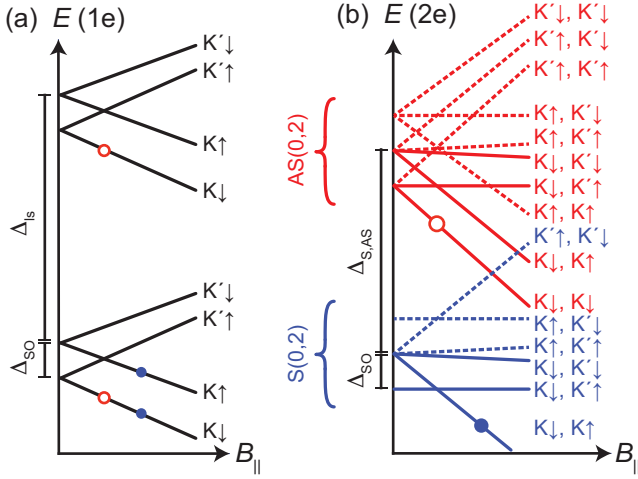 (a) E (1e)
K´↓
K´↑
K↑
K↓
Δls
K´↓
K´↑
ΔSO
K↑
K↓
B||
(b) E (2e)
K´↓, K´↓
K´↑, K´↓
K´↑, K´↑
AS(0,2)
K↑, K´↓
K↑, K´↑
K↓, K´↓
K↓, K´↑
K↑, K↑
K´↑, K´↓
ΔS,AS
K↓, K↑
K↓, K↓
S(0,2)
K↑, K´↓
K↑, K´↑
ΔSO
K↓, K´↓
K↓, K´↑
K↓, K↑
B|